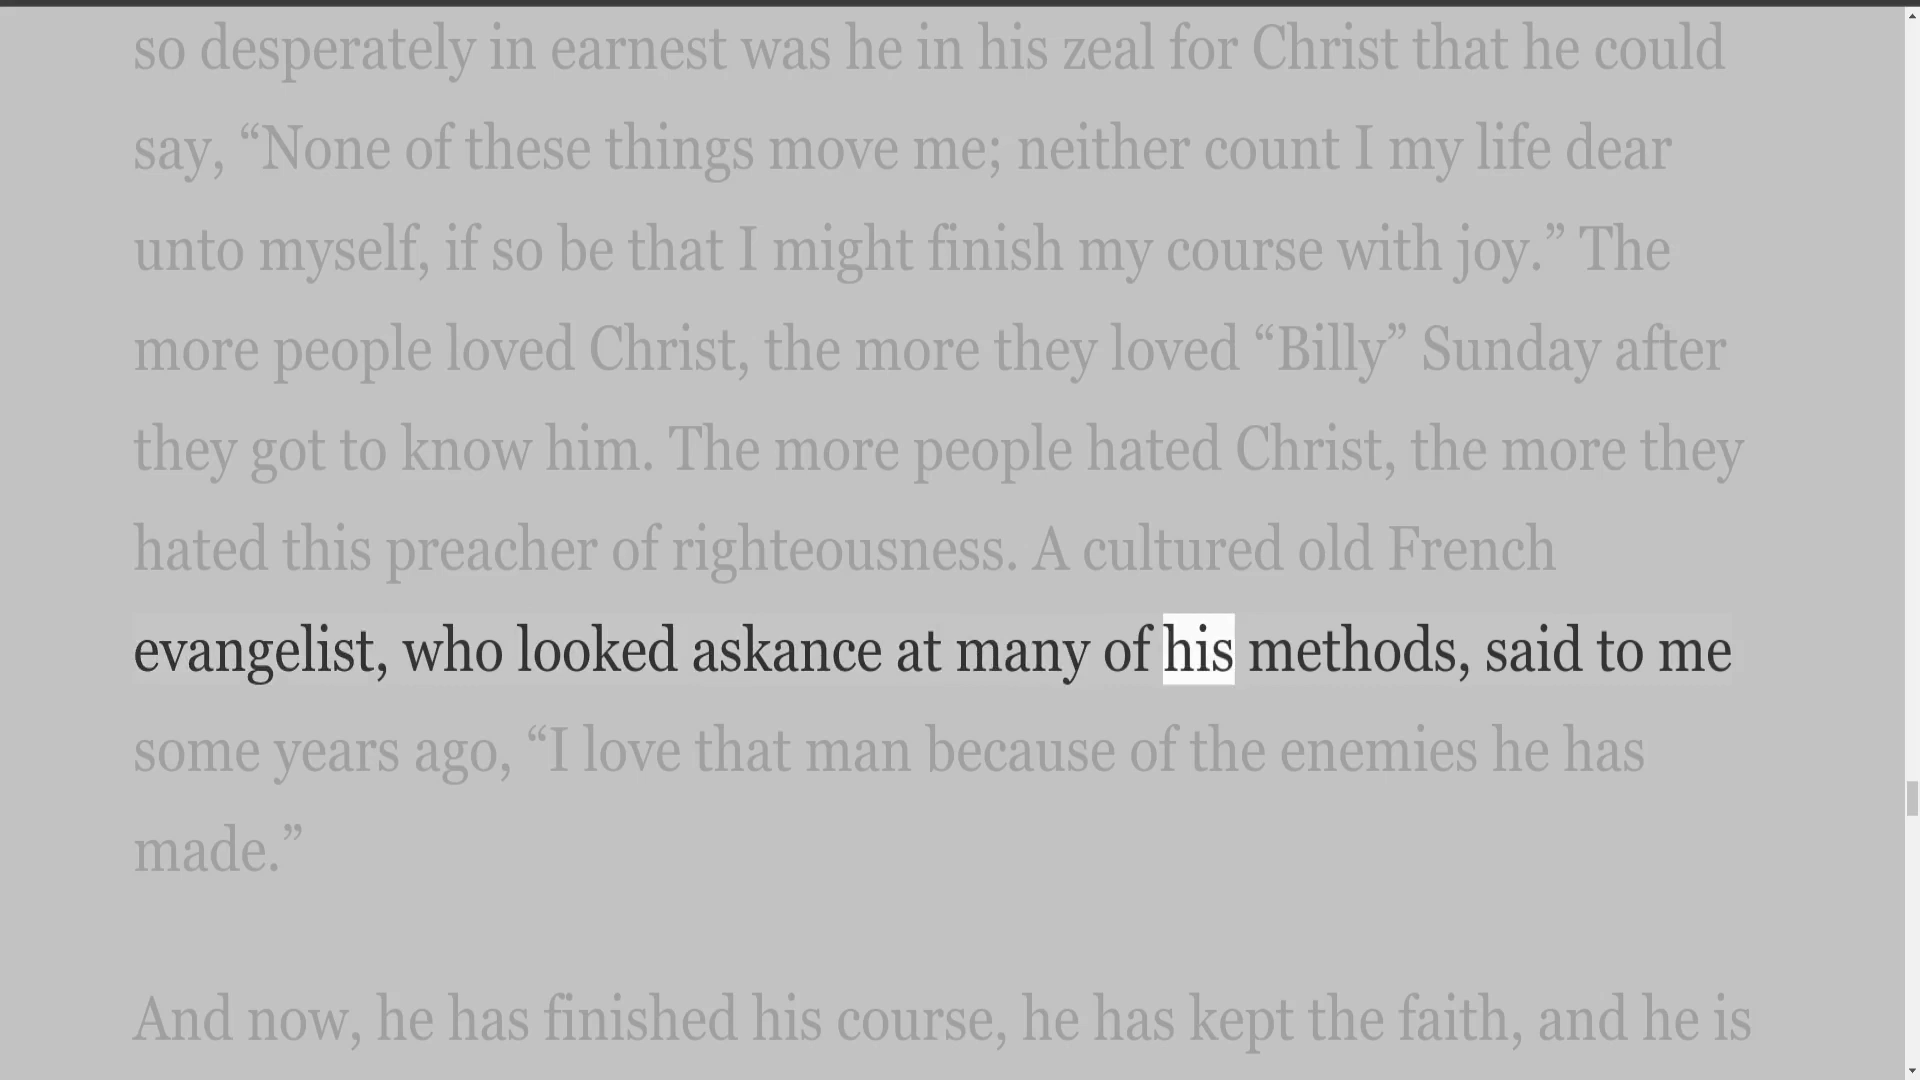 so desperately in earnest was he in his zeal for Christ that he could
say, “None of these things move me; neither count I my life dear
unto myself, if so be that I might finish my course with joy.” The
more people loved Christ, the more they loved “Billy” Sunday after
they got to know him. The more people hated Christ, the more they
hated this preacher of righteousness. A cultured old French
evangelist, who looked askance at many of his methods, said to me
some years ago, “I love that man because of the enemies he has
made.”
And now, he has finished his course, he has kept the faith, and he is